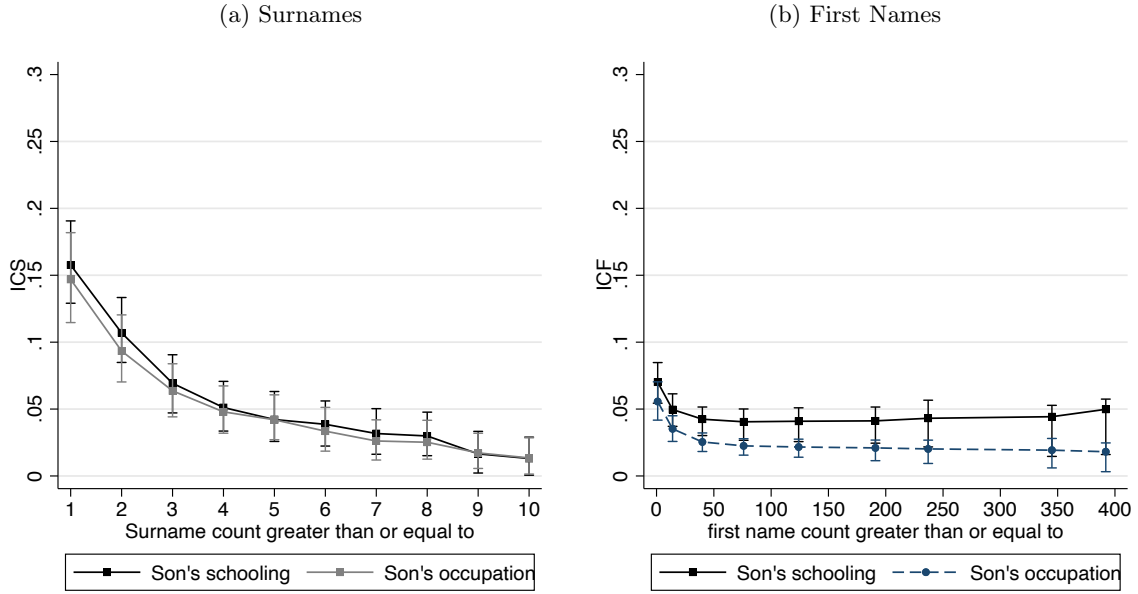 (a) Surnames
ICS
0
.05
.1
.15
.2
.25
.3
1 2 3 4 5 6 7 8 9 10
Surname count greater than or equal to
Son's schooling
Son's occupation
(b) First Names
ICF
0
.05
.1
.15
.2
.25
.3
0 50 100 150 200 250 300 350 400
first name count greater than or equal to
Son's schooling
Son's occupation